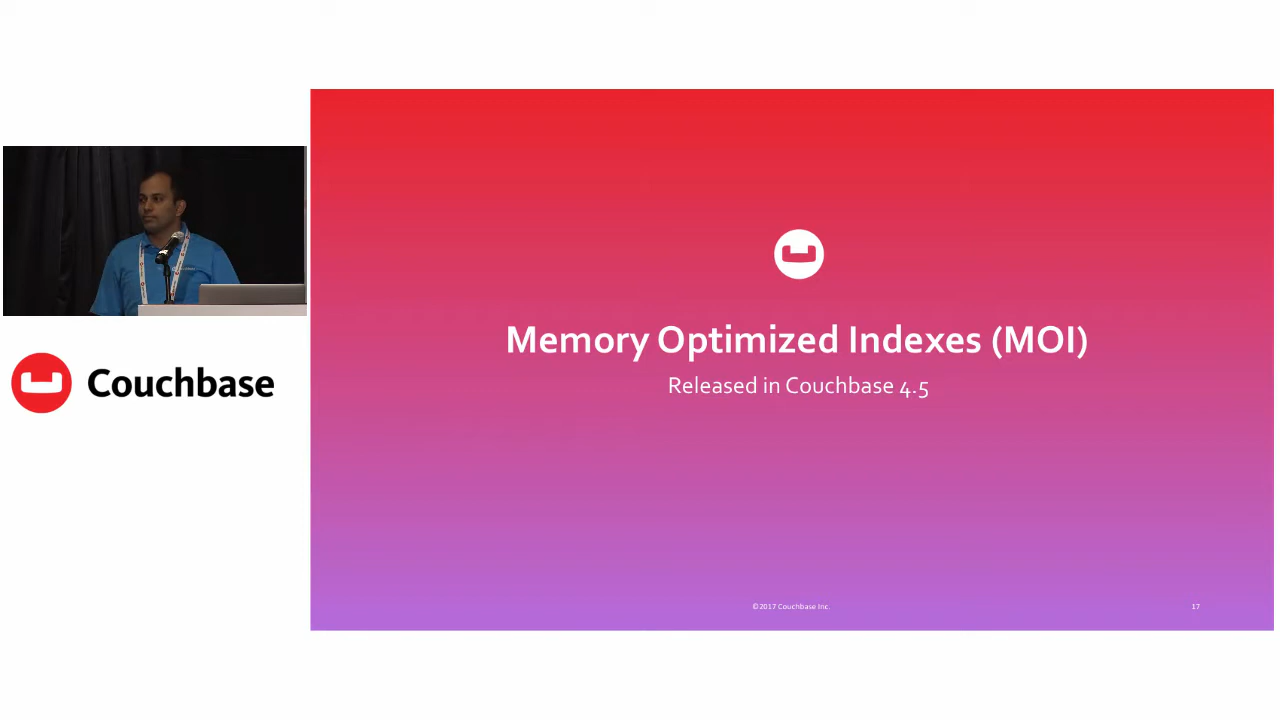 Couchbase
Memory Optimized Indexes (MOI)
Released in Couchbase 4.5
©2017 Couchbase Inc.
17